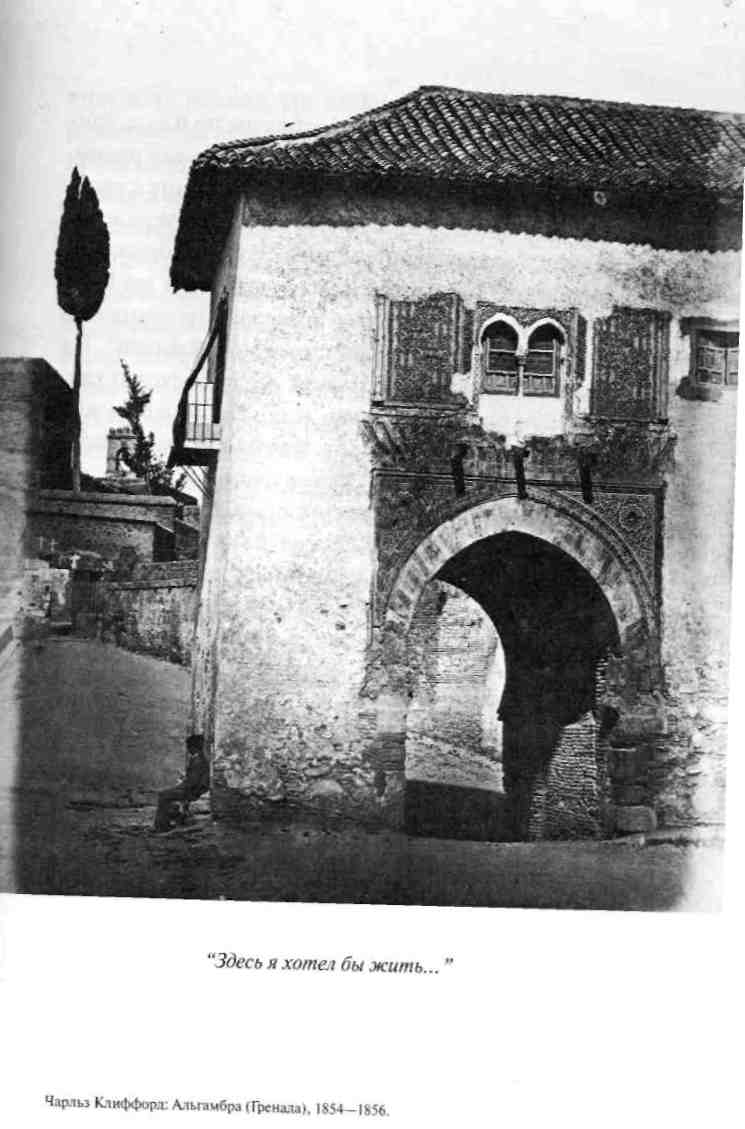 “Здесь я хотел бы жить...”
Чарльз Клиффорд: Альгамбра (Гренада), 1854—1856.